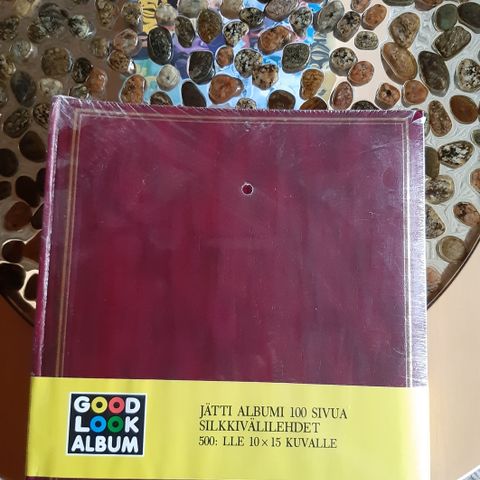 GOOD
LOOK
ALBUM
JÄTTI ALBUMI 100 SIVUA
SILKKIVÄLILEHDET
500: LLE 10×15 KUVALLE